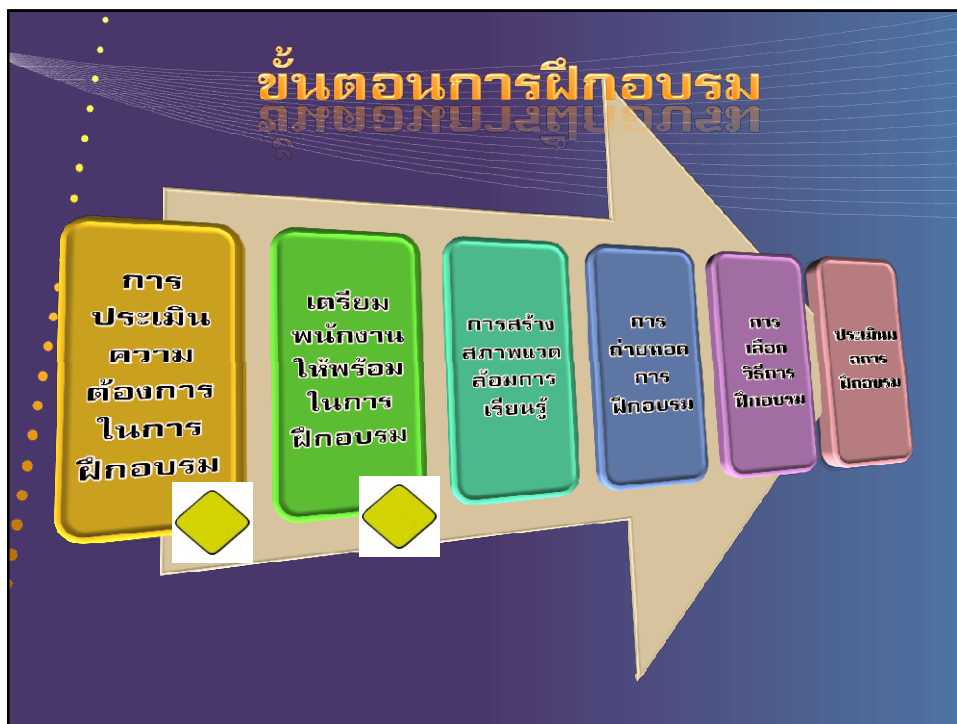 ขั้นตอนการฝึกอบรม
การ
ประเมิน
ความ
ต้องการ
ในการ
ฝึกอบรม
เตรียม
พนักงาน
ให้พร้อม
ในการ
ฝึกอบรม
การสร้าง
สภาพแวด
ล้อมการ
เรียนรู้
การ
ถ่ายทอด
การ
ฝึกอบรม
การ
เลือก
วิธีการ
ฝึกอบรม
ประเมินผ
ลการ
ฝึกอบรม